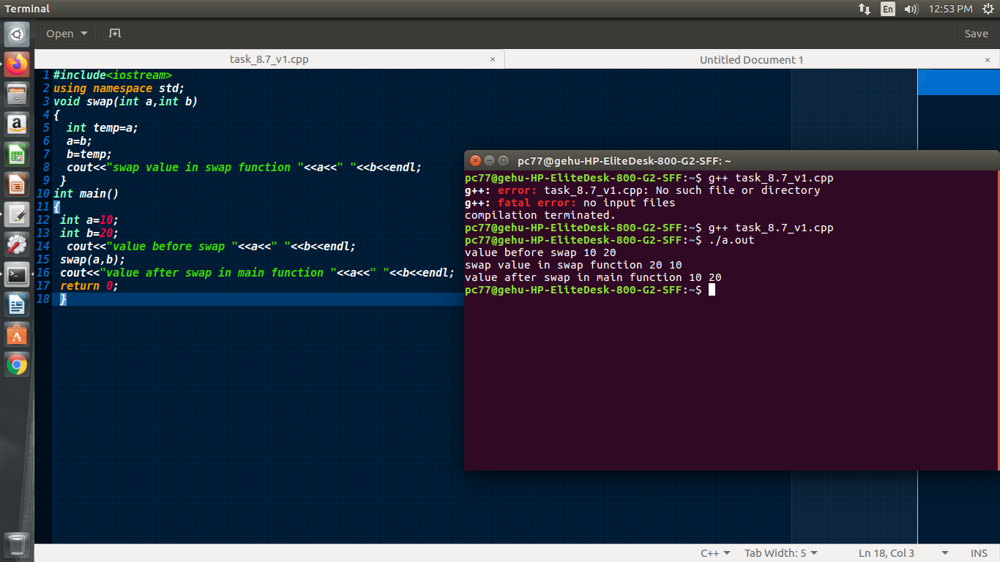 Terminal
En
12:53 PM
Open
Save
task_8.7_v1.cpp ×
Untitled Document 1 ×
1 #include<iostream>
2 using namespace std;
3 void swap(int a,int b)
4 {
5   int temp=a;
6   a=b;
7   b=temp;
8   cout<<"swap value in swap function "<<a<<" "<<b<<endl;
9  }
10 int main()
11 {
12  int a=10;
13  int b=20;
14   cout<<"value before swap "<<a<<" "<<b<<endl;
15  swap(a,b);
16  cout<<"value after swap in main function "<<a<<" "<<b<<endl;
17  return 0;
18  }
pc77@gehu-HP-EliteDesk-800-G2-SFF: ~
pc77@gehu-HP-EliteDesk-800-G2-SFF:~$ g++ task_8.7_v1.cpp
g++: error: task_8.7_v1.cpp: No such file or directory
g++: fatal error: no input files
compilation terminated.
pc77@gehu-HP-EliteDesk-800-G2-SFF:~$ g++ task_8.7_v1.cpp
pc77@gehu-HP-EliteDesk-800-G2-SFF:~$ ./a.out
value before swap 10 20
swap value in swap function 20 10
value after swap in main function 10 20
pc77@gehu-HP-EliteDesk-800-G2-SFF:~$
C++
Tab Width: 5
Ln 18, Col 3
INS